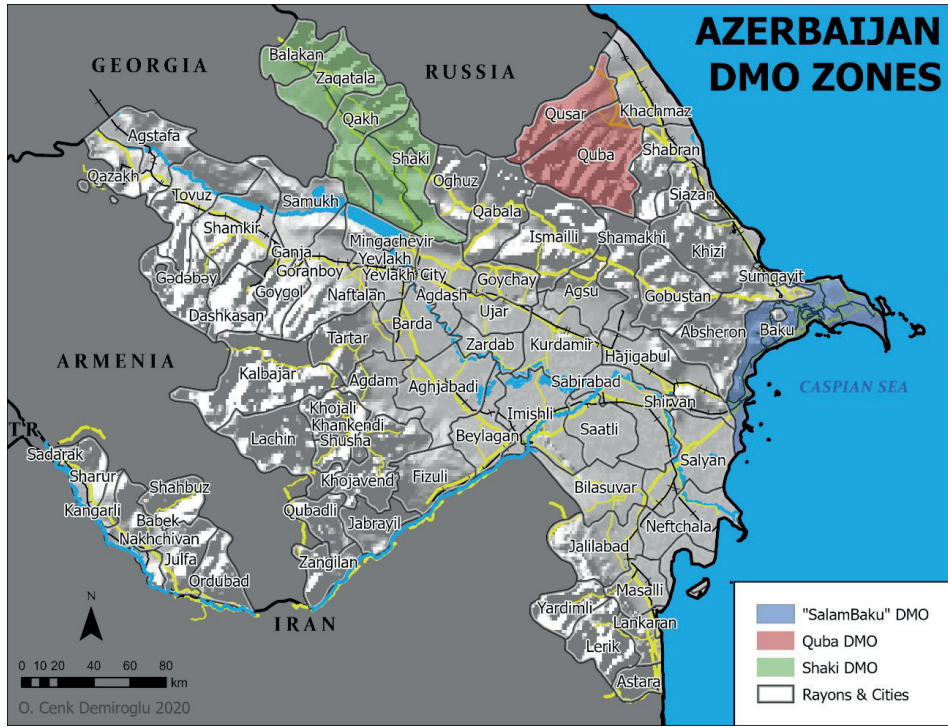 AZERBAIJAN
DMO ZONES
GEORGIA
RUSSIA
Balakan
Zaqatala
Qakh
Shaki
Oghuz
Qusar
Khachmaz
Quba
Shabran
Siazan
Agstafa
Qazakh
Tovuz
Samukh
Shamkir
Qabala
Ismailli
Shamakhi
Khizi
Mingachevir
Ganja
Yevlakh
Goranboy
Yevlakh City
Goychay
Sumqayit
Gədəbəy
Goygol
Naftalan
Agdash
Agsu
Gobustan
Dashkasan
Barda
Ujar
Absheron
Baku
Tartar
Zardab
Kurdamir
Hajigabul
ARMENIA
Kalbajar
Agdam
Aghjabadi
Sabirabad
CASPIAN SEA
Khojali
Imishli
Shirvan
Khankendi
Lachin
Shusha
Beylagan
Saatli
TR
Sadarak
Salyan
Sharur
Khojavend
Fizuli
Shahbuz
Bilasuvar
Kangarli
Qubadli
Babek
Jabrayil
Neftchala
Nakhchivan
Julfa
Zangilan
Jalilabad
Ordubad
Masalli
Yardimli
Lankaran
IRAN
Lerik
Astara
N
0 10 20 40 60 80
km
O. Cenk Demiroglu 2020
"SalamBaku" DMO
Quba DMO
Shaki DMO
Rayons & Cities